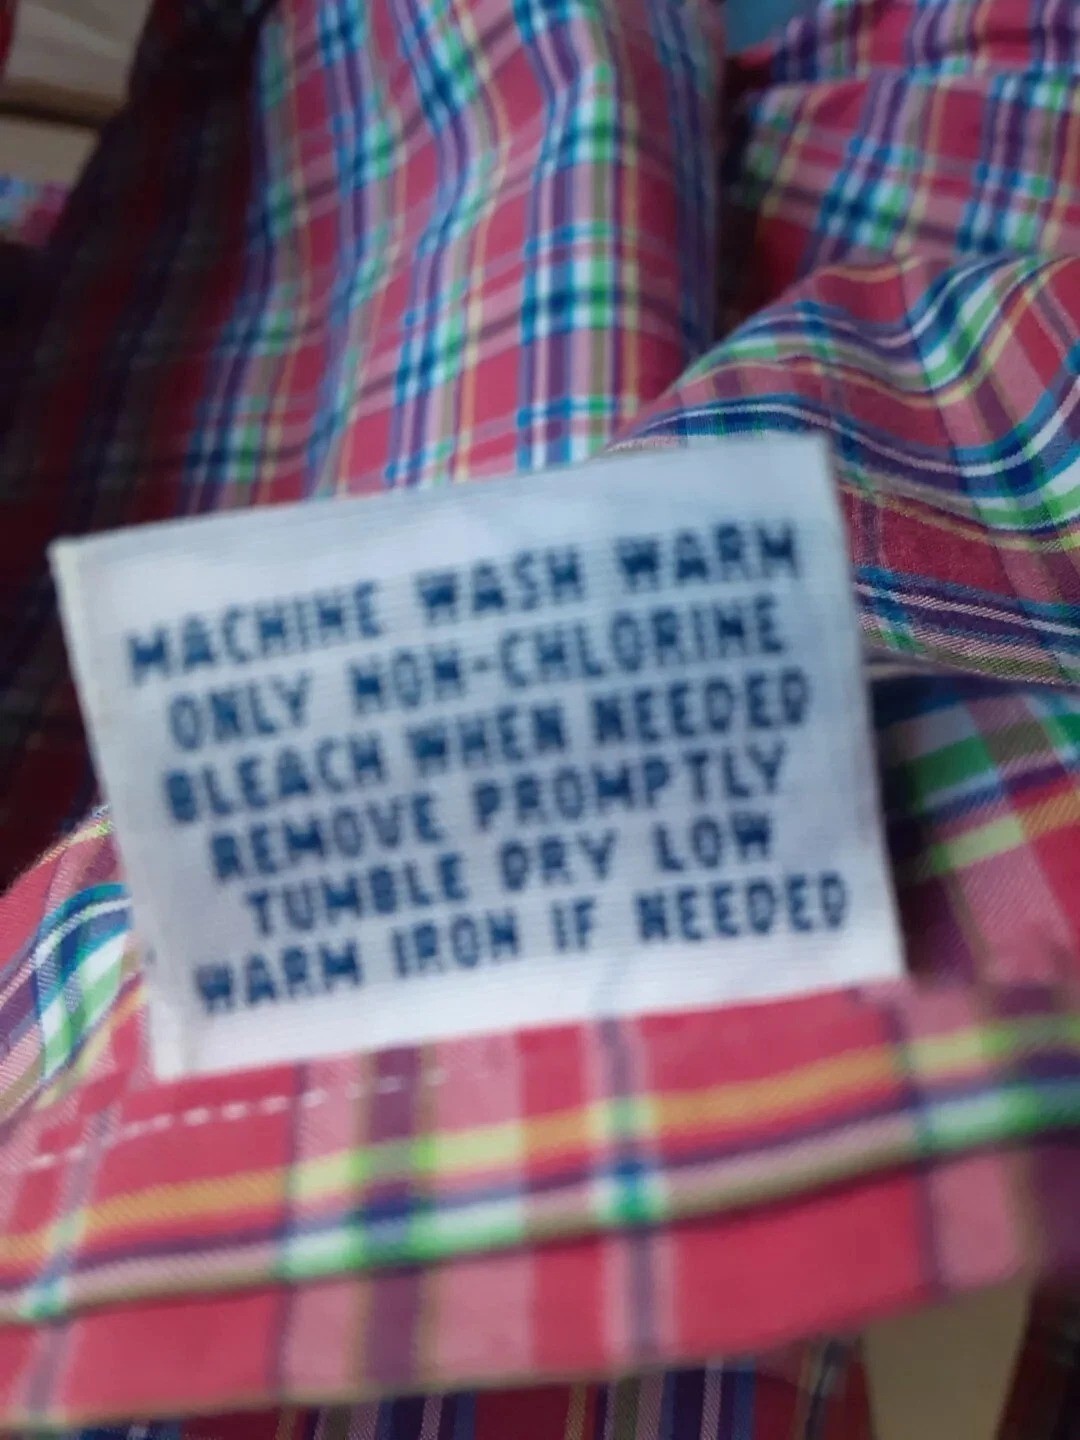 MACHINE WASH WARM
ONLY NON-CHLORINE
BLEACH WHEN NEEDED
REMOVE PROMPTLY
TUMBLE DRY LOW
WARM IRON IF NEEDED